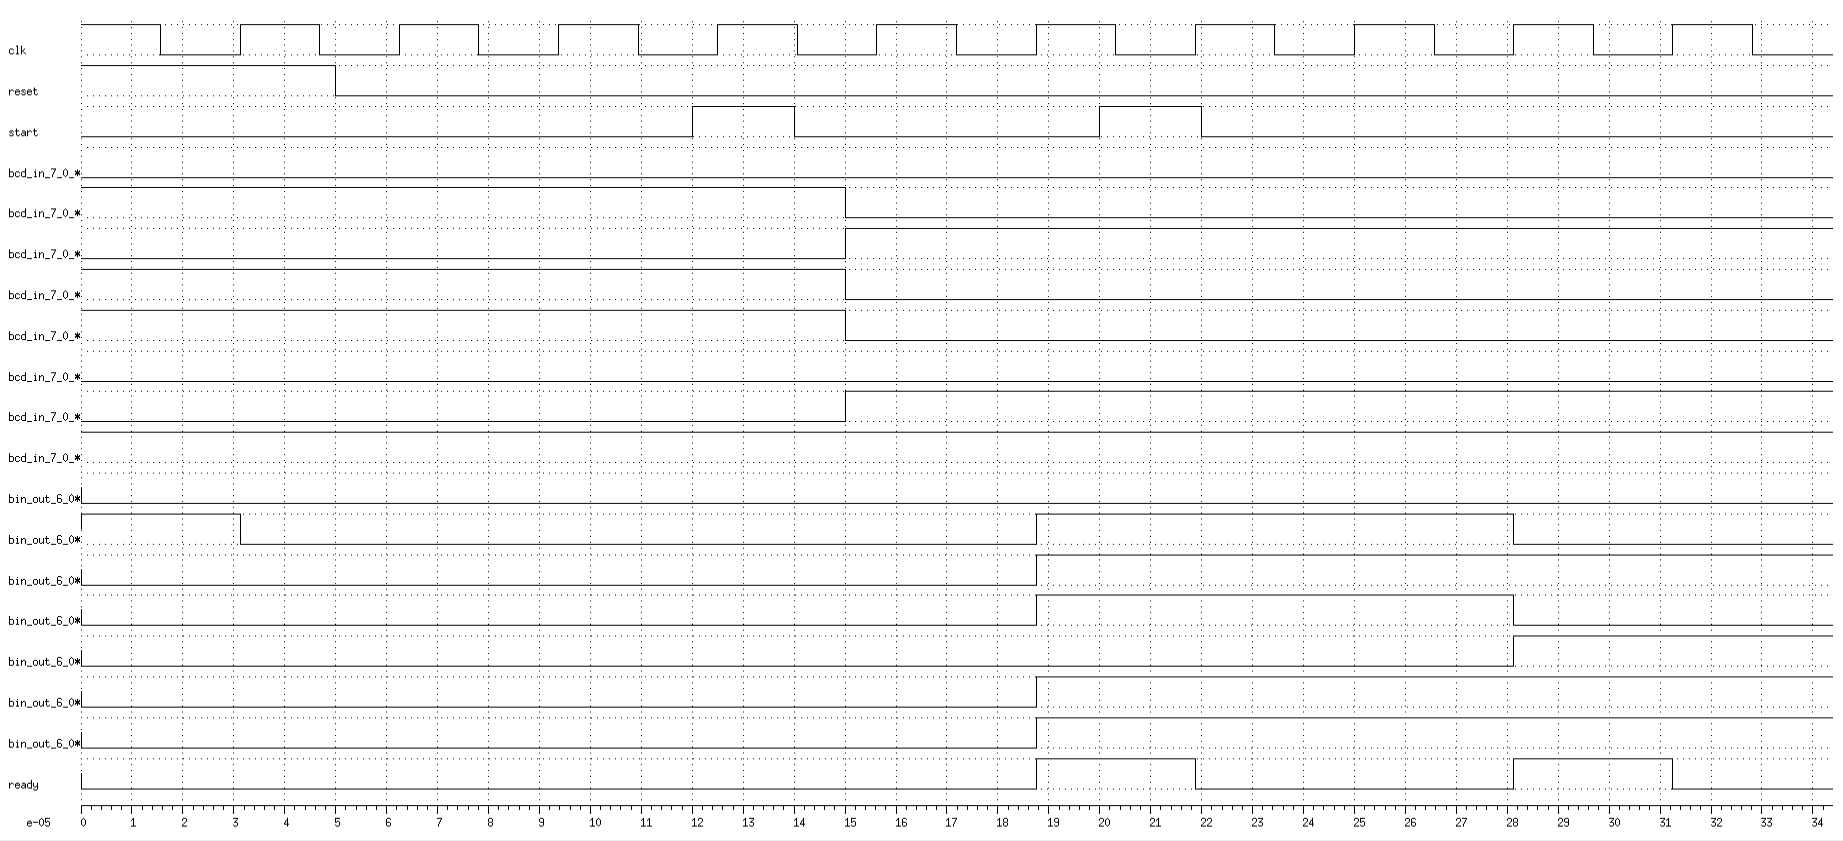 clk
reset
start
bcd_in_7_0_*
bcd_in_7_0_*
bcd_in_7_0_*
bcd_in_7_0_*
bcd_in_7_0_*
bcd_in_7_0_*
bcd_in_7_0_*
bcd_in_7_0_*
bin_out_6_0*
bin_out_6_0*
bin_out_6_0*
bin_out_6_0*
bin_out_6_0*
bin_out_6_0*
bin_out_6_0*
ready
e-05 0 1 2 3 4 5 6 7 8 9 10 11 12 13 14 15 16 17 18 19 20 21 22 23 24 25 26 27 28 29 30 31 32 33 34